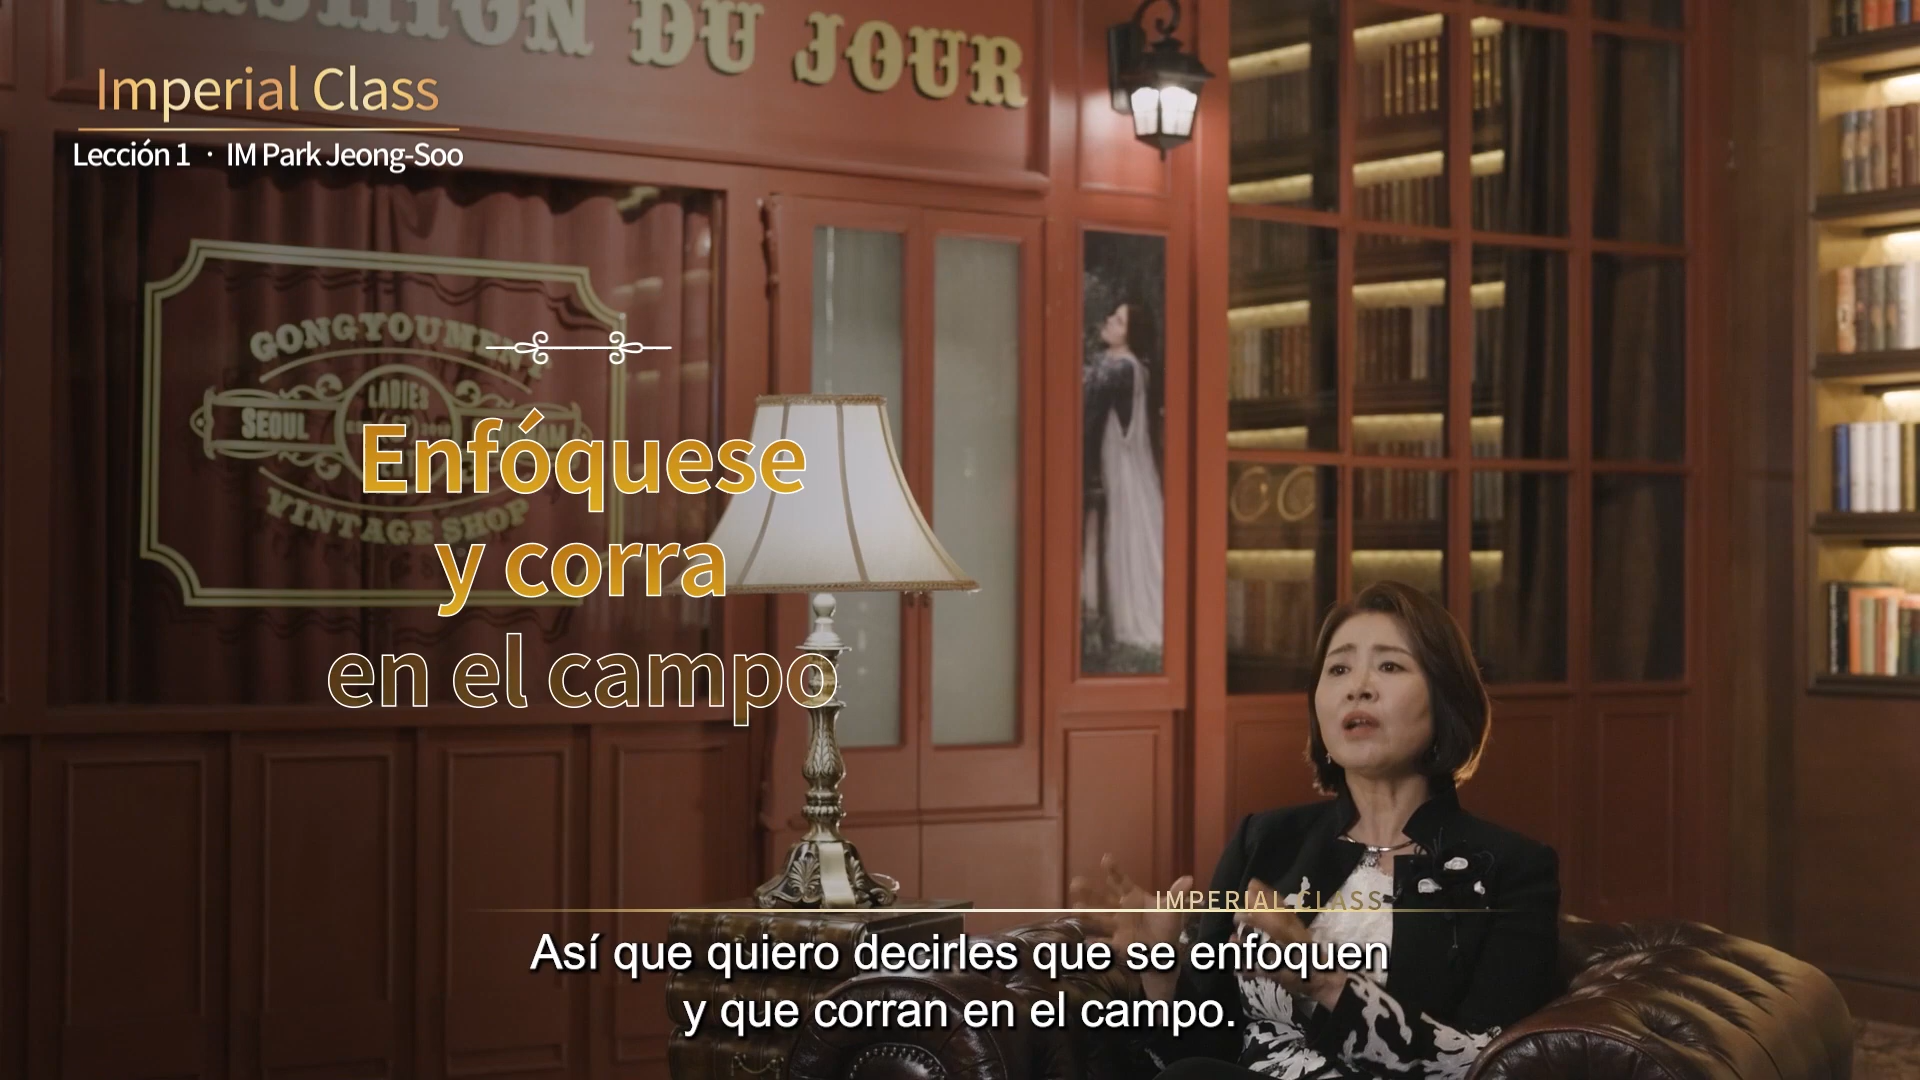 DU JOUR
Imperial Class
Lección 1 · IM Park Jeong-Soo
LADIES
SEOUL
VINTAGE SHOP
Enfóquese
y corra
en el campo
IMPERIAL CLASS
Así que quiero decirles que se enfoquen
y que corran en el campo.